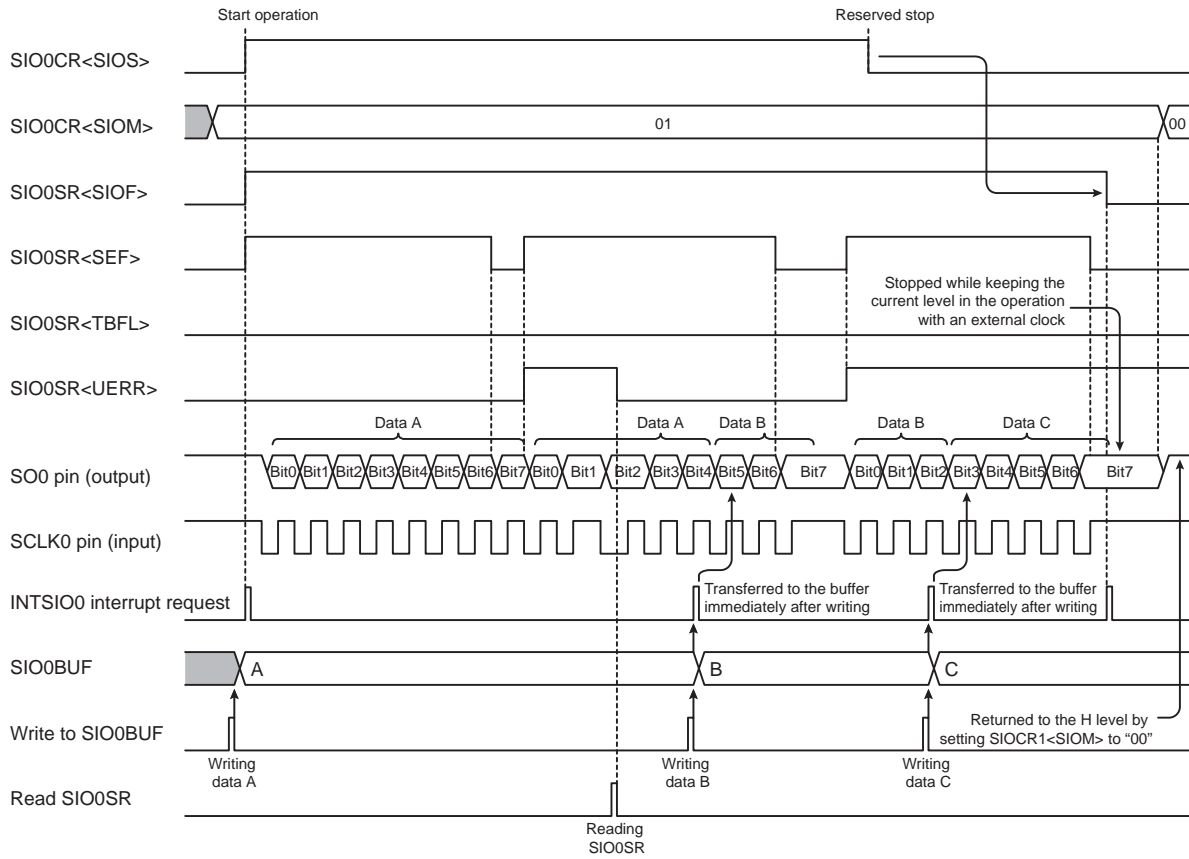 Start operation
Reserved stop
SIO0CR<SIOS>
SIO0CR<SIOM>
01
00
SIO0SR<SIOF>
SIO0SR<SEF>
Stopped while keeping the
current level in the operation
with an external clock
SIO0SR<TBFL>
SIO0SR<UERR>
Data A
Data A
Data B
Data B
Data C
SO0 pin (output)
Bit0 Bit1 Bit2 Bit3 Bit4 Bit5 Bit6 Bit7 Bit0 Bit1 Bit2 Bit3 Bit4 Bit5 Bit6 Bit7 Bit0 Bit1 Bit2 Bit3 Bit4 Bit5 Bit6 Bit7
SCLK0 pin (input)
INTSIO0 interrupt request
Transferred to the buffer
immediately after writing
Transferred to the buffer
immediately after writing
SIO0BUF
A
B
C
Write to SIO0BUF
Returned to the H level by
setting SIOCR1<SIOM> to “00”
Writing
data A
Writing
data B
Writing
data C
Read SIO0SR
Reading
SIO0SR